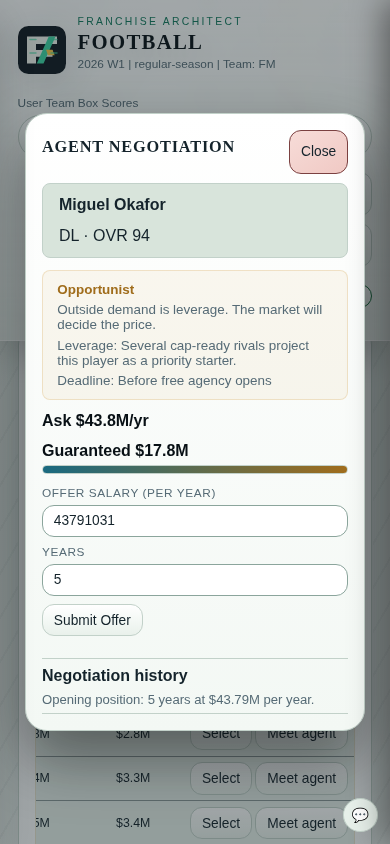 FRANCHISE ARCHITECT
FOOTBALL
2026 W1 | regular-season | Team: FM
User Team Box Scores
AGENT NEGOTIATION
Close
Miguel Okafor
DL · OVR 94
Opportunist
Outside demand is leverage. The market will
decide the price.
Leverage: Several cap-ready rivals project
this player as a priority starter.
Deadline: Before free agency opens
Ask $43.8M/yr
Guaranteed $17.8M
OFFER SALARY (PER YEAR)
43791031
YEARS
5
Submit Offer
Negotiation history
Opening position: 5 years at $43.79M per year.
$2.8M Select Meet agent
$3.3M Select Meet agent
$3.4M Select Meet agent